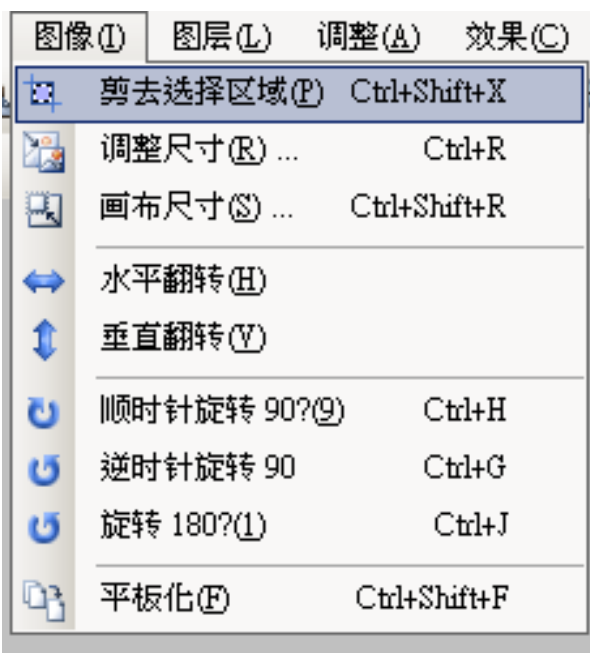 图像(I) 图层(L) 调整(A) 效果(C)
剪去选择区域(P) Ctrl+Shift+X
调整尺寸(R) ... Ctrl+R
画布尺寸(S) ... Ctrl+Shift+R
水平翻转(H)
垂直翻转(V)
顺时针旋转 90?(9) Ctrl+H
逆时针旋转 90 Ctrl+G
旋转 180?(1) Ctrl+J
平板化(F) Ctrl+Shift+F